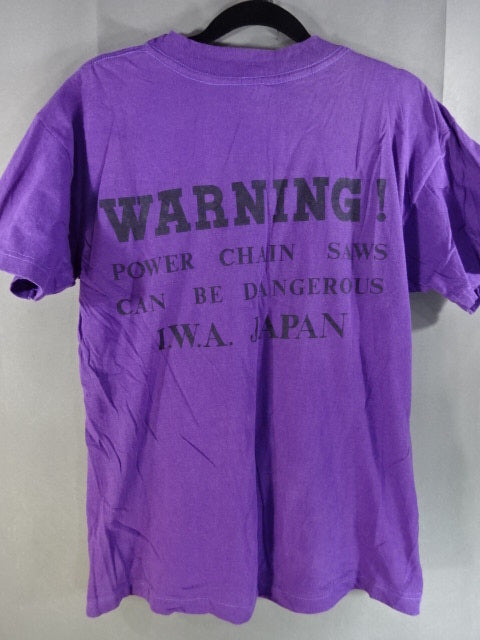 WARNING!
POWER CHAIN SAWS
CAN BE DANGEROUS
I.W.A. JAPAN